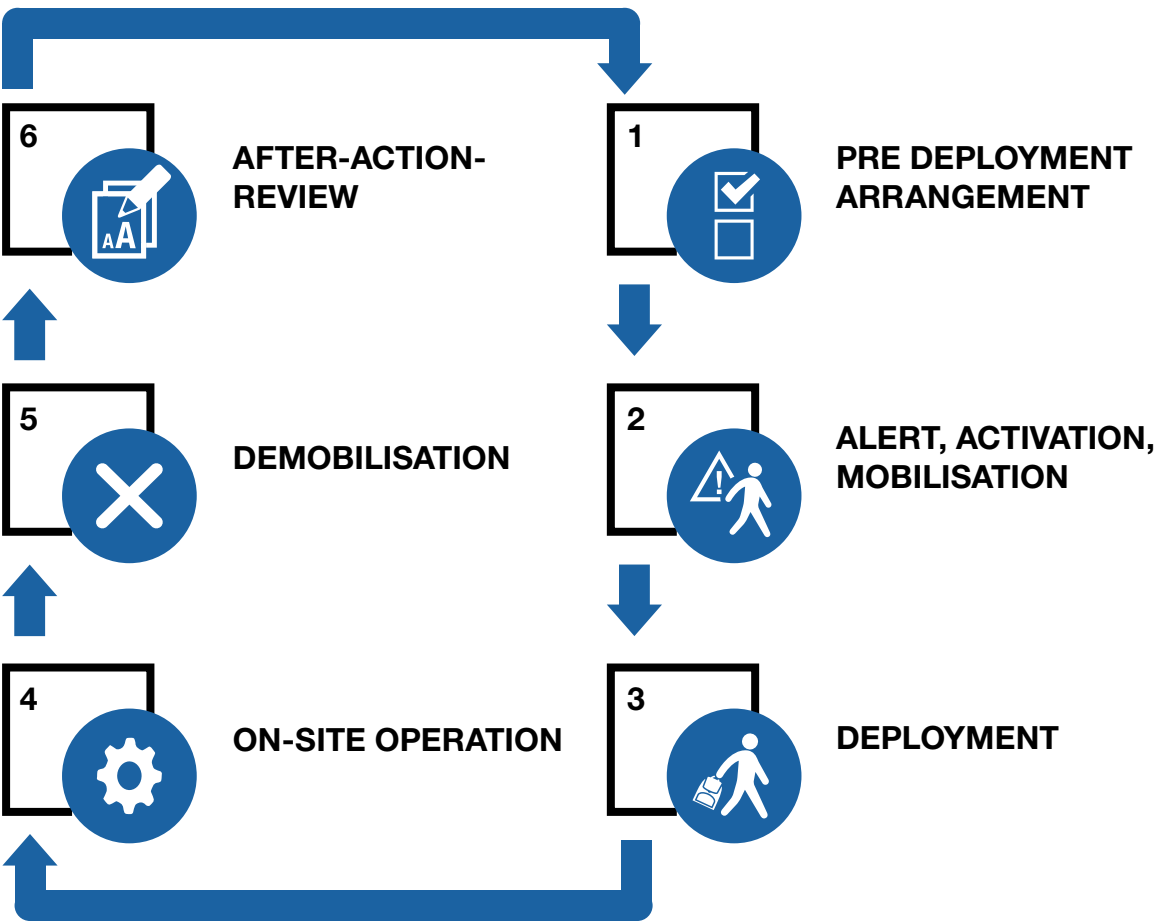 1
PRE DEPLOYMENT
ARRANGEMENT
2
ALERT, ACTIVATION,
MOBILISATION
3
DEPLOYMENT
4
ON-SITE OPERATION
5
DEMOBILISATION
6
AFTER-ACTION-
REVIEW
AA